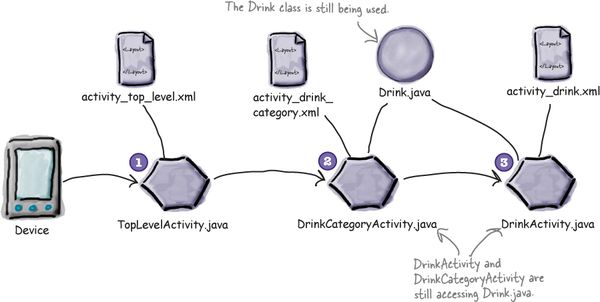 The Drink class is still being used.
<Layout>
</Layout>
activity_top_level.xml
<Layout>
</Layout>
activity_drink_
category.xml
Drink.java
<Layout>
</Layout>
activity_drink.xml
1
2
3
Device
TopLevelActivity.java
DrinkCategoryActivity.java
DrinkActivity.java
DrinkActivity and
DrinkCategoryActivity are
still accessing Drink.java.